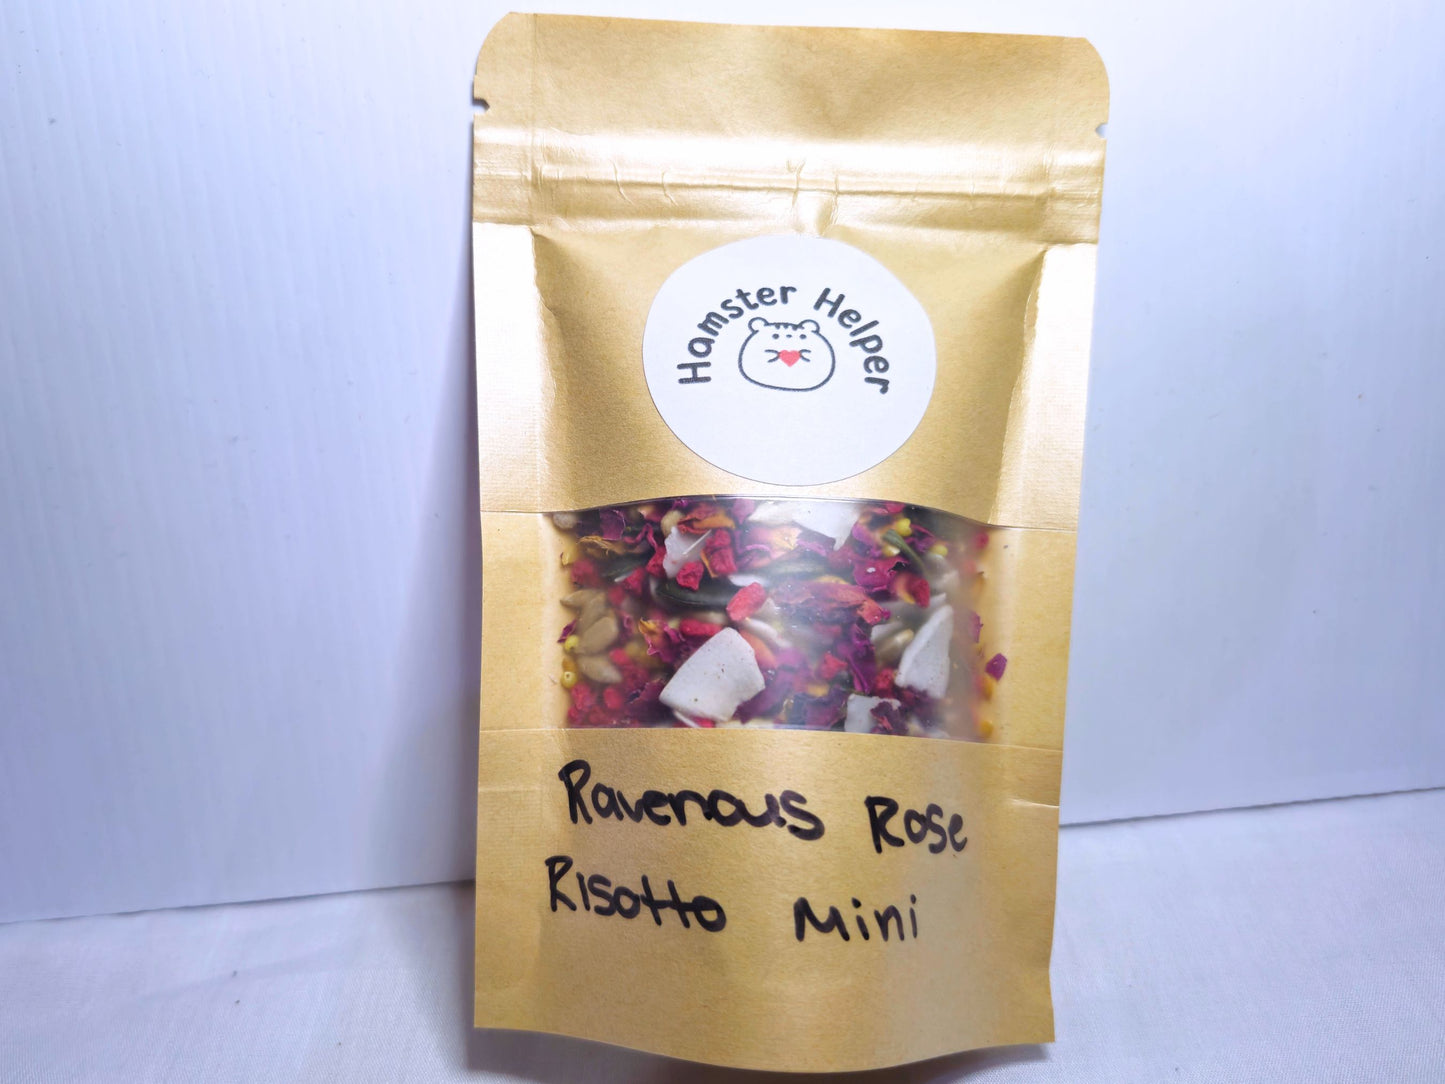 Hamster Helper
Ravenous Rose
Risotto Mini